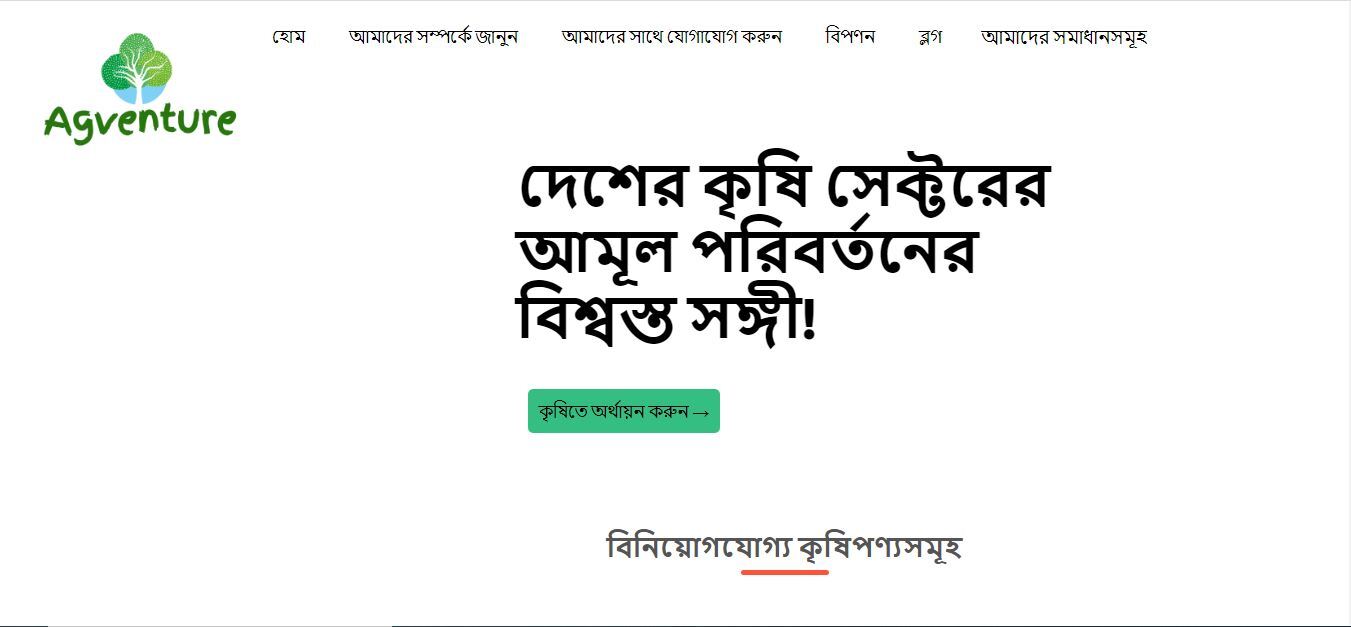 হোম আমাদের সম্পর্কে জানুন আমাদের সাথে যোগাযোগ করুন বিপণন ব্লগ আমাদের সমাধানসমূহ
Agventure
দেশের কৃষি সেক্টরের
আমূল পরিবর্তনের
বিশ্বস্ত সঙ্গী!
কৃষিতে অর্থায়ন করুন →
বিনিয়োগযোগ্য কৃষিপণ্যসমূহ